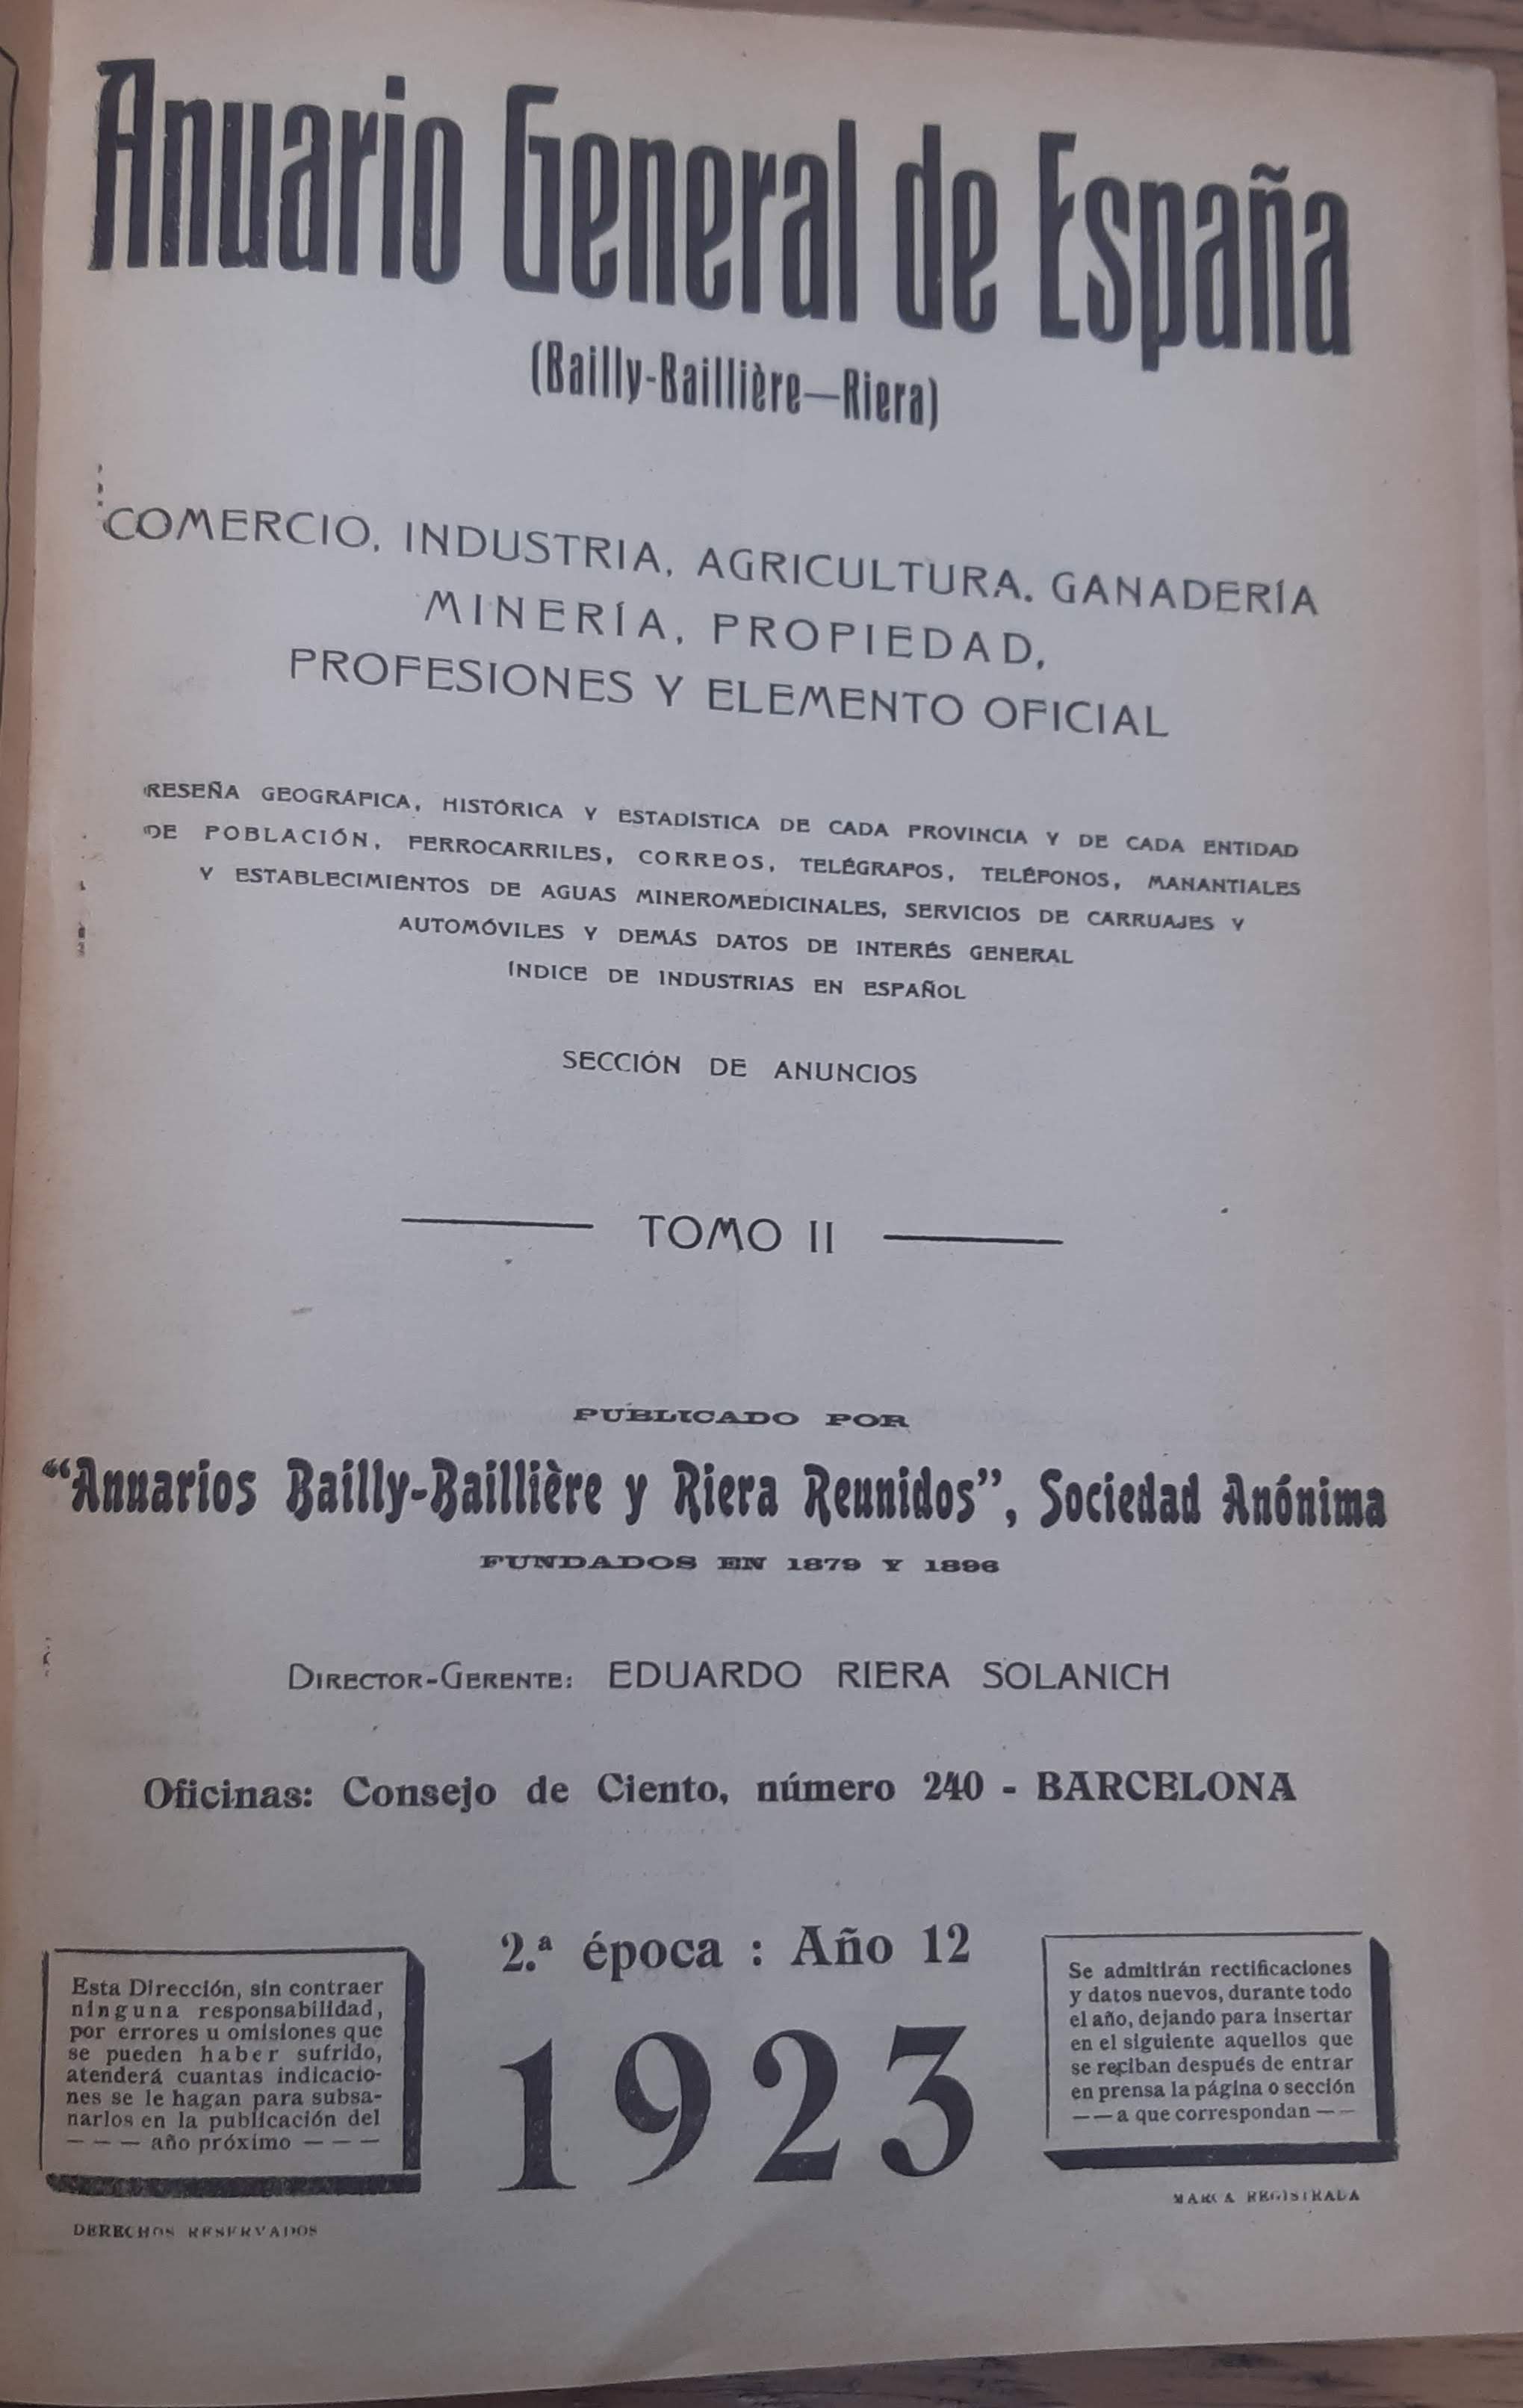 Anuario General de España
(Bailly-Baillière—Riera)
COMERCIO, INDUSTRIA, AGRICULTURA, GANADERÍA
MINERÍA, PROPIEDAD,
PROFESIONES Y ELEMENTO OFICIAL
RESEÑA GEOGRÁFICA, HISTÓRICA Y ESTADÍSTICA DE CADA PROVINCIA Y DE CADA ENTIDAD
DE POBLACIÓN, FERROCARRILES, CORREOS, TELÉGRAFOS, TELÉFONOS, MANANTIALES
Y ESTABLECIMIENTOS DE AGUAS MINEROMEDICINALES, SERVICIOS DE CARRUAJES Y
AUTOMÓVILES Y DEMÁS DATOS DE INTERÉS GENERAL
ÍNDICE DE INDUSTRIAS EN ESPAÑOL
SECCIÓN DE ANUNCIOS
TOMO II
PUBLICADO POR
“Anuarios Bailly-Baillière y Riera Reunidos”, Sociedad Anónima
FUNDADOS EN 1879 Y 1896
DIRECTOR-GERENTE: EDUARDO RIERA SOLANICH
Oficinas: Consejo de Ciento, número 240 - BARCELONA
2.ª época : Año 12
1923
Esta Dirección, sin contraer
ninguna responsabilidad,
por errores u omisiones que
se pueden haber sufrido,
atenderá cuantas indicacio-
nes se le hagan para subsa-
narlos en la publicación del
— — — año próximo — — —
DERECHOS RESERVADOS
Se admitirán rectificaciones
y datos nuevos, durante todo
el año, dejando para insertar
en el siguiente aquellos que
se reciban después de entrar
en prensa la página o sección
— — a que correspondan — —
MARCA REGISTRADA